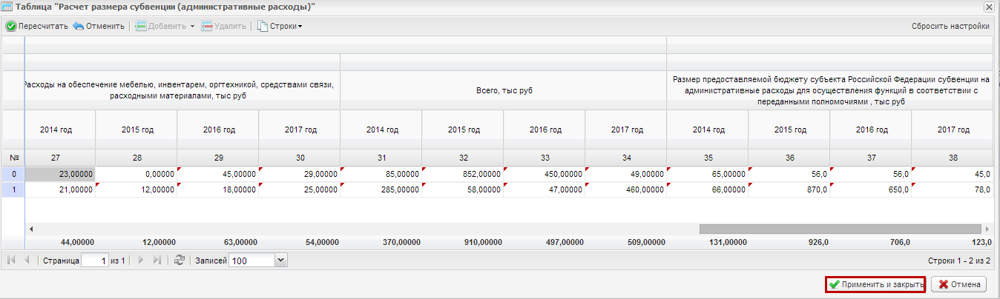 Таблица "Расчет размера субвенции (административные расходы)"
Пересчитать Отменить Добавить Удалить Строки Сбросить настройки
Расходы на обеспечение мебелью, инвентарем, оргтехникой, средствами связи,
расходными материалами, тыс руб
Всего, тыс руб
Размер предоставляемой бюджету субъекта Российской Федерации субвенции на
административные расходы для осуществления функций в соответствии с
переданными полномочиями , тыс руб
2014 год 2015 год 2016 год 2017 год 2014 год 2015 год 2016 год 2017 год 2014 год 2015 год 2016 год 2017 год
№ 27 28 29 30 31 32 33 34 35 36 37 38
0 23,00000 0,00000 45,00000 29,00000 85,00000 852,00000 450,00000 49,00000 65,00000 56,0 56,0 45,0
1 21,00000 12,00000 18,00000 25,00000 285,00000 58,00000 47,00000 460,00000 66,00000 870,0 650,0 78,0
44,00000 12,00000 63,00000 54,00000 370,00000 910,00000 497,00000 509,00000 131,00000 926,0 706,0 123,0
Страница 1 из 1 Записей 100 Строки 1 - 2 из 2
Применить и закрыть Отмена